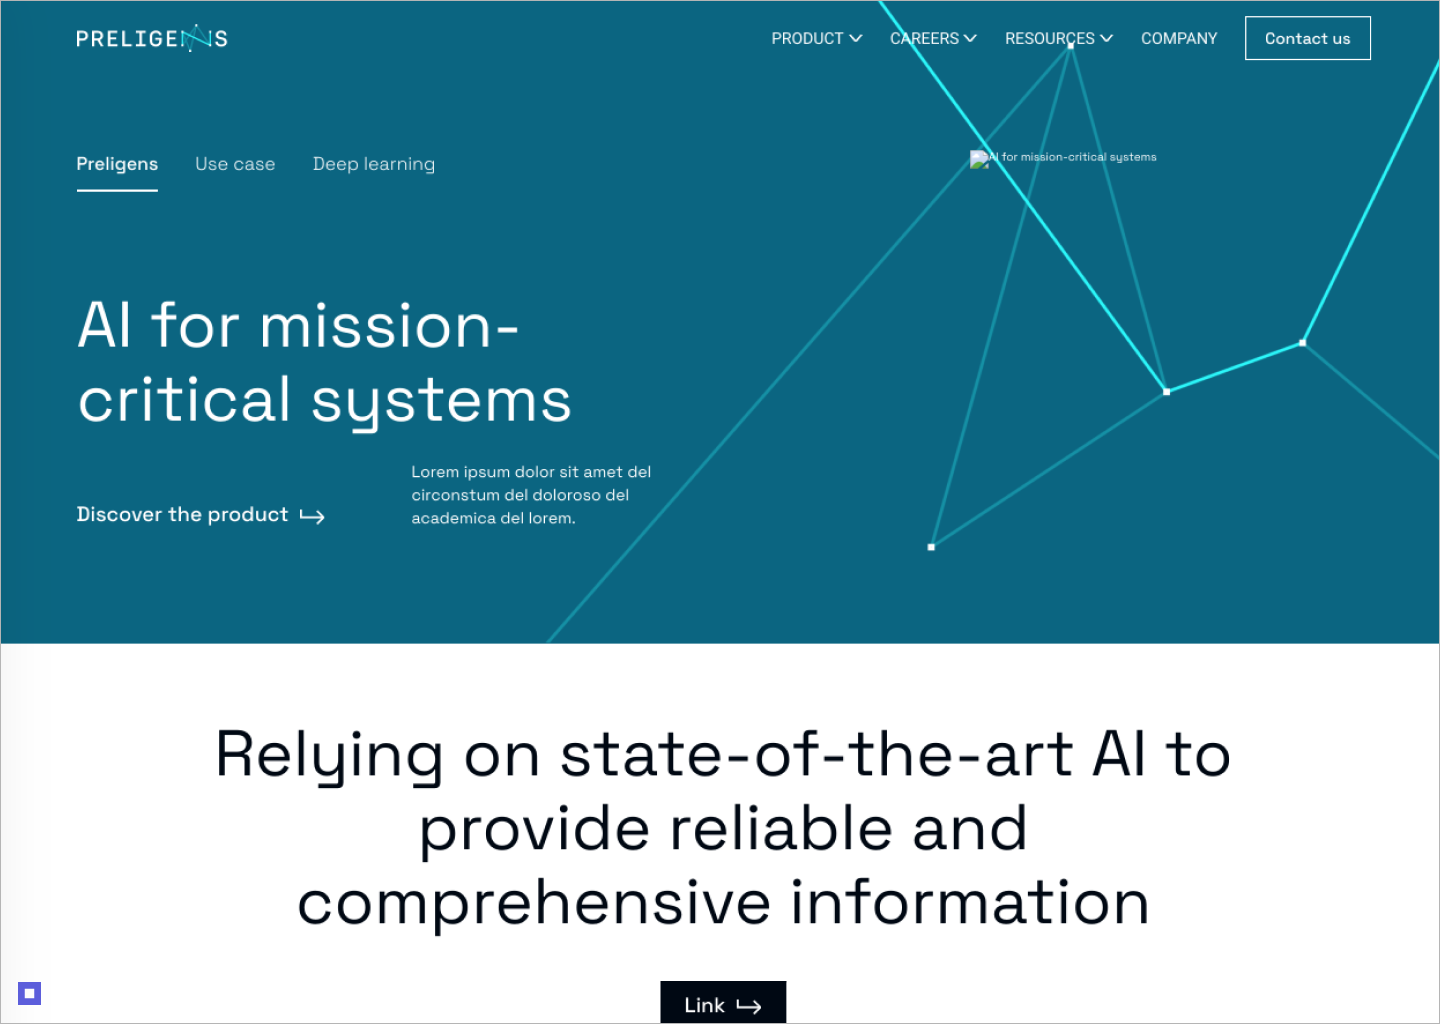 PRELIGENS
PRODUCT
CAREERS
RESOURCES
COMPANY
Contact us
Preligens
Use case
Deep learning
AI for mission-critical systems
AI for mission-
critical systems
Discover the product
Lorem ipsum dolor sit amet del
circonstum del doloroso del
academica del lorem.
Relying on state-of-the-art AI to
provide reliable and
comprehensive information
Link